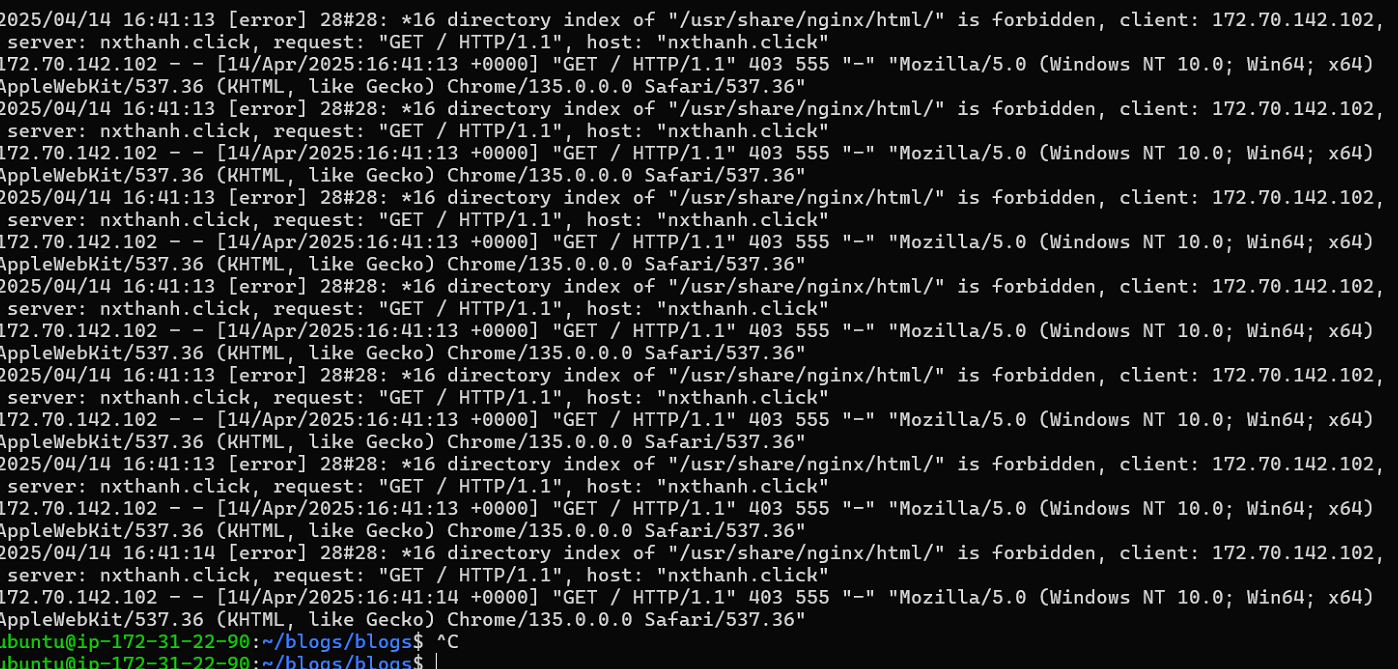 2025/04/14 16:41:13 [error] 28#28: *16 directory index of "/usr/share/nginx/html/" is forbidden, client: 172.70.142.102,
server: nxthanh.click, request: "GET / HTTP/1.1", host: "nxthanh.click"
172.70.142.102 - - [14/Apr/2025:16:41:13 +0000] "GET / HTTP/1.1" 403 555 "-" "Mozilla/5.0 (Windows NT 10.0; Win64; x64)
AppleWebKit/537.36 (KHTML, like Gecko) Chrome/135.0.0.0 Safari/537.36"
2025/04/14 16:41:13 [error] 28#28: *16 directory index of "/usr/share/nginx/html/" is forbidden, client: 172.70.142.102,
server: nxthanh.click, request: "GET / HTTP/1.1", host: "nxthanh.click"
172.70.142.102 - - [14/Apr/2025:16:41:13 +0000] "GET / HTTP/1.1" 403 555 "-" "Mozilla/5.0 (Windows NT 10.0; Win64; x64)
AppleWebKit/537.36 (KHTML, like Gecko) Chrome/135.0.0.0 Safari/537.36"
2025/04/14 16:41:13 [error] 28#28: *16 directory index of "/usr/share/nginx/html/" is forbidden, client: 172.70.142.102,
server: nxthanh.click, request: "GET / HTTP/1.1", host: "nxthanh.click"
172.70.142.102 - - [14/Apr/2025:16:41:13 +0000] "GET / HTTP/1.1" 403 555 "-" "Mozilla/5.0 (Windows NT 10.0; Win64; x64)
AppleWebKit/537.36 (KHTML, like Gecko) Chrome/135.0.0.0 Safari/537.36"
2025/04/14 16:41:13 [error] 28#28: *16 directory index of "/usr/share/nginx/html/" is forbidden, client: 172.70.142.102,
server: nxthanh.click, request: "GET / HTTP/1.1", host: "nxthanh.click"
172.70.142.102 - - [14/Apr/2025:16:41:13 +0000] "GET / HTTP/1.1" 403 555 "-" "Mozilla/5.0 (Windows NT 10.0; Win64; x64)
AppleWebKit/537.36 (KHTML, like Gecko) Chrome/135.0.0.0 Safari/537.36"
2025/04/14 16:41:13 [error] 28#28: *16 directory index of "/usr/share/nginx/html/" is forbidden, client: 172.70.142.102,
server: nxthanh.click, request: "GET / HTTP/1.1", host: "nxthanh.click"
172.70.142.102 - - [14/Apr/2025:16:41:13 +0000] "GET / HTTP/1.1" 403 555 "-" "Mozilla/5.0 (Windows NT 10.0; Win64; x64)
AppleWebKit/537.36 (KHTML, like Gecko) Chrome/135.0.0.0 Safari/537.36"
2025/04/14 16:41:13 [error] 28#28: *16 directory index of "/usr/share/nginx/html/" is forbidden, client: 172.70.142.102,
server: nxthanh.click, request: "GET / HTTP/1.1", host: "nxthanh.click"
172.70.142.102 - - [14/Apr/2025:16:41:13 +0000] "GET / HTTP/1.1" 403 555 "-" "Mozilla/5.0 (Windows NT 10.0; Win64; x64)
AppleWebKit/537.36 (KHTML, like Gecko) Chrome/135.0.0.0 Safari/537.36"
2025/04/14 16:41:14 [error] 28#28: *16 directory index of "/usr/share/nginx/html/" is forbidden, client: 172.70.142.102,
server: nxthanh.click, request: "GET / HTTP/1.1", host: "nxthanh.click"
172.70.142.102 - - [14/Apr/2025:16:41:14 +0000] "GET / HTTP/1.1" 403 555 "-" "Mozilla/5.0 (Windows NT 10.0; Win64; x64)
AppleWebKit/537.36 (KHTML, like Gecko) Chrome/135.0.0.0 Safari/537.36"
ubuntu@ip-172-31-22-90:~/blogs/blogs$ ^C
ubuntu@ip-172-31-22-90:~/blogs/blogs$